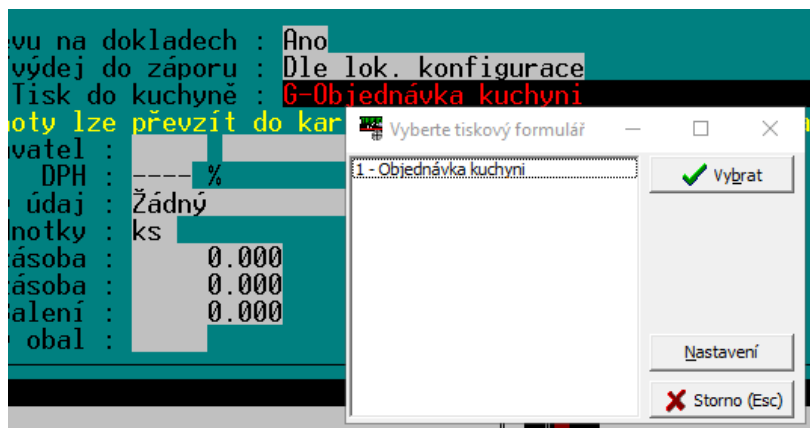 evu na dokladech : Ano
výdej do záporu : Dle lok. konfigurace
Tisk do kuchyně : G-Objednávka kuchyni
noty lze převzít do kar
vatel :
DPH : ---- %
údaj : Žádný
notky : ks
ásoba : 0.000
ásoba : 0.000
alení : 0.000
obal :
Vyberte tiskový formulář
1 - Objednávka kuchyni
Vybrat
Nastavení
Storno (Esc)